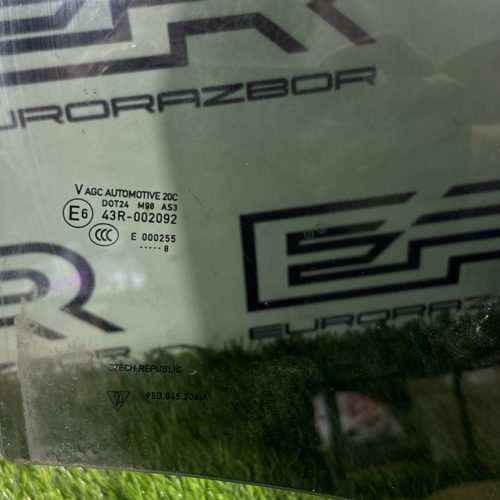 EURORAZBOR
V AGC AUTOMOTIVE 20C
DOT24 M98 AS3
E6 43R-002092
CCC E 000255
..... 8
ER
EURORAZBOR
R
CZECH REPUBLIC
95B.845.204.A